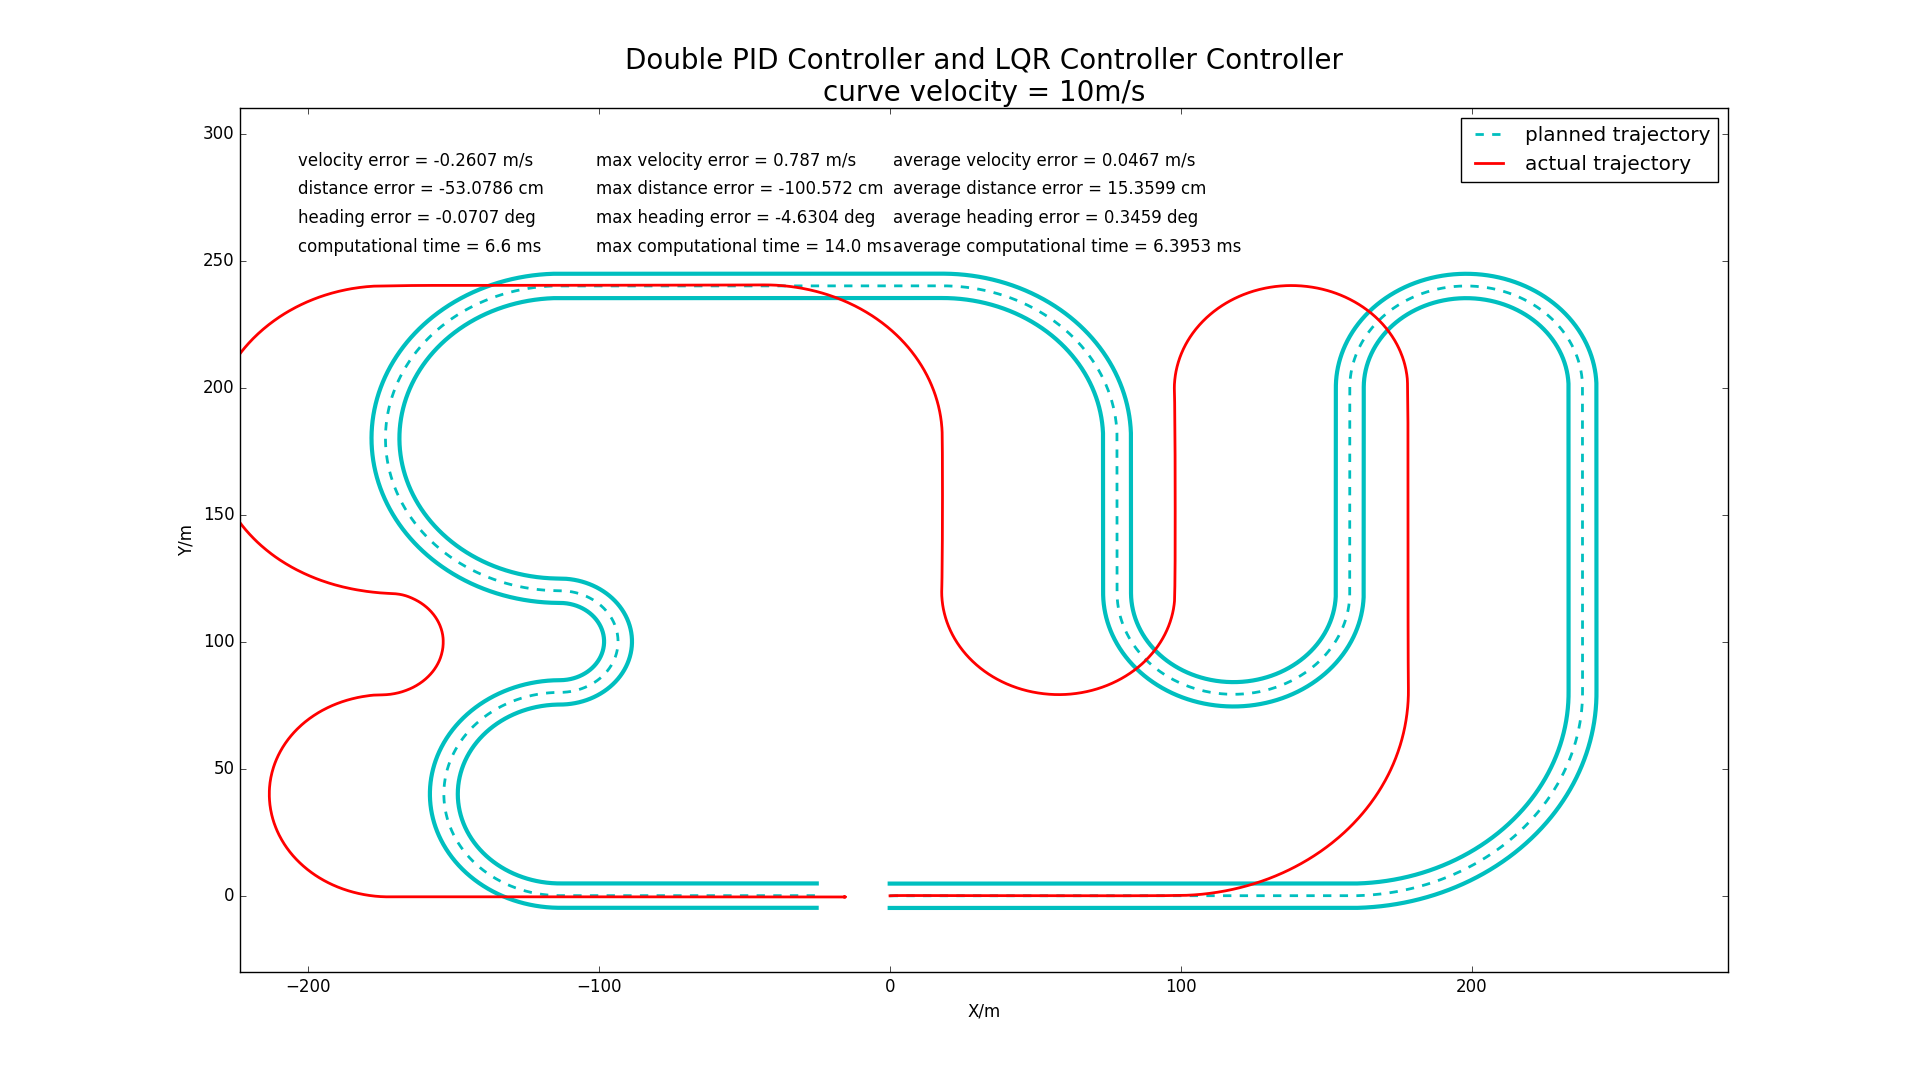 Double PID Controller and LQR Controller Controller
curve velocity = 10m/s
planned trajectory
actual trajectory
velocity error = -0.2607 m/s
max velocity error = 0.787 m/s
average velocity error = 0.0467 m/s
distance error = -53.0786 cm
max distance error = -100.572 cm
average distance error = 15.3599 cm
heading error = -0.0707 deg
max heading error = -4.6304 deg
average heading error = 0.3459 deg
computational time = 6.6 ms
max computational time = 14.0 ms
average computational time = 6.3953 ms
300
250
200
150
100
50
0
Y/m
−200
−100
0
100
200
X/m